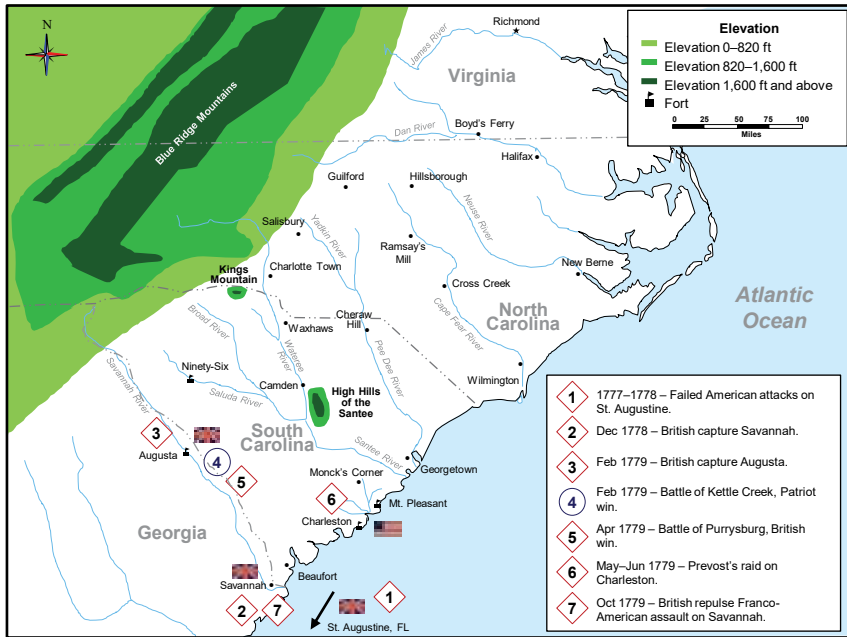 N
Richmond
James River
Virginia
Elevation
Elevation 0–820 ft
Elevation 820–1,600 ft
Elevation 1,600 ft and above
Fort
0 25 50 75 100
Miles
Blue Ridge Mountains
Boyd's Ferry
Dan River
Halifax
Guilford
Hillsborough
Neuse River
Salisbury
Yadkin River
Ramsay's
Mill
Kings
Mountain
Charlotte Town
New Berne
Cross Creek
North
Carolina
Atlantic
Ocean
Cape Fear River
Broad River
Waxhaws
Cheraw
Hill
Wateree River
Pee Dee River
Savannah River
Ninety-Six
Saluda River
Camden
High Hills
of the
Santee
Wilmington
3
Augusta
4
5
South
Carolina
Santee River
Georgetown
Monck's Corner
6
Mt. Pleasant
Charleston
Georgia
Beaufort
Savannah
2
7
1
St. Augustine, FL
1 1777–1778 – Failed American attacks on
St. Augustine.
2 Dec 1778 – British capture Savannah.
3 Feb 1779 – British capture Augusta.
4 Feb 1779 – Battle of Kettle Creek, Patriot
win.
5 Apr 1779 – Battle of Purrysburg, British
win.
6 May–Jun 1779 – Prevost's raid on
Charleston.
7 Oct 1779 – British repulse Franco-
American assault on Savannah.